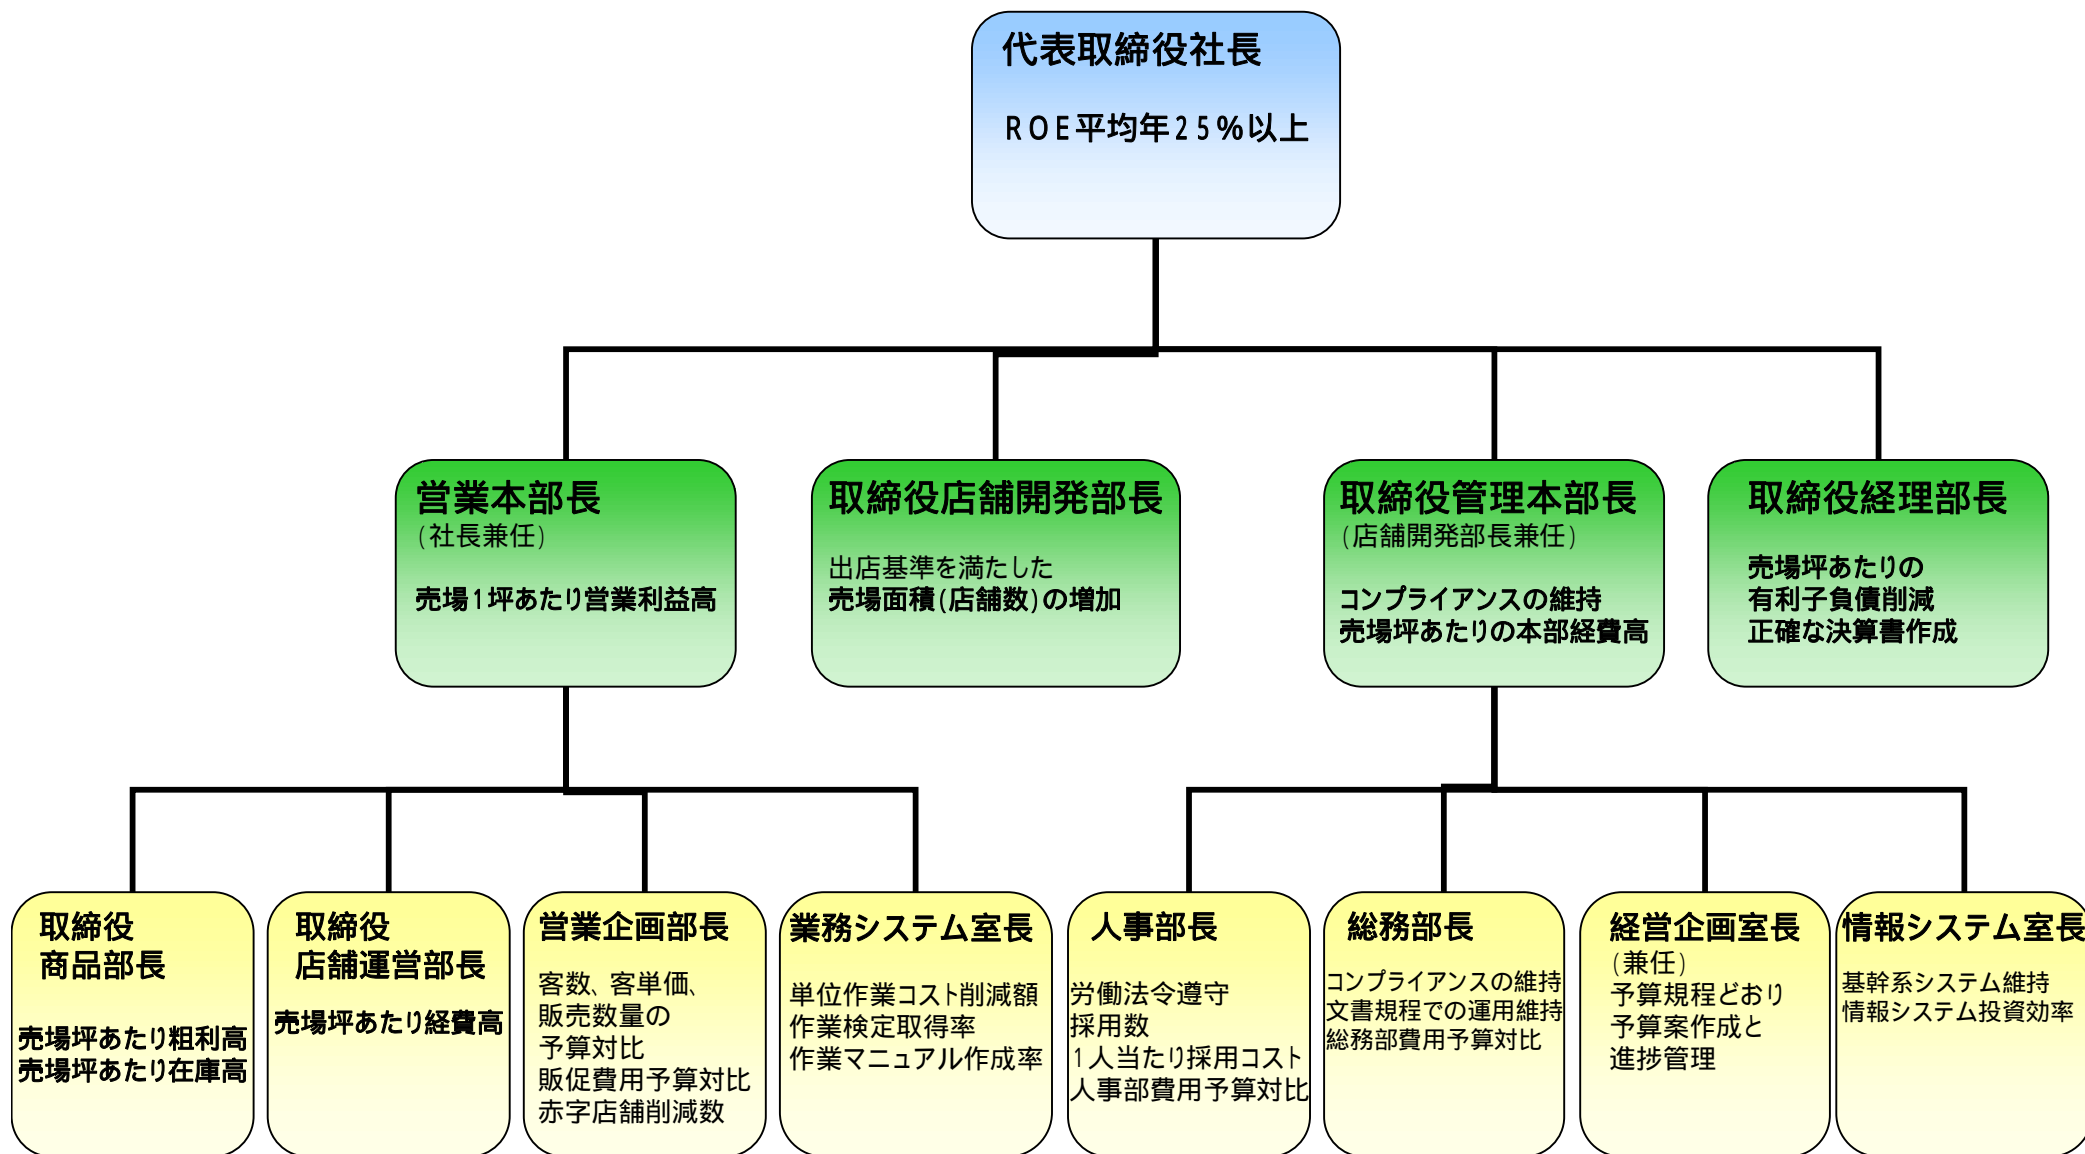 代表取締役社長
ROE平均年25%以上
営業本部長
(社長兼任)
売場1坪あたり営業利益高
取締役店舗開発部長
出店基準を満たした
売場面積(店舗数)の増加
取締役管理本部長
(店舗開発部長兼任)
コンプライアンスの維持
売場坪あたりの本部経費高
取締役経理部長
売場坪あたりの
有利子負債削減
正確な決算書作成
取締役
商品部長
売場坪あたり粗利高
売場坪あたり在庫高
取締役
店舗運営部長
売場坪あたり経費高
営業企画部長
客数、客単価、
販売数量の
予算対比
販促費用予算対比
赤字店舗削減数
業務システム室長
単位作業コスト削減額
作業検定取得率
作業マニュアル作成率
人事部長
労働法令遵守
採用数
1人当たり採用コスト
人事部費用予算対比
総務部長
コンプライアンスの維持
文書規程での運用維持
総務部費用予算対比
経営企画室長
(兼任)
予算規程どおり
予算案作成と
進捗管理
情報システム室長
基幹系システム維持
情報システム投資効率